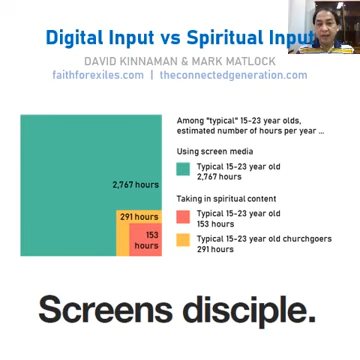 Digital Input vs Spiritual Input
DAVID KINNAMAN & MARK MATLOCK
faithforexiles.com | theconnectedgeneration.com
Among "typical" 15-23 year olds,
estimated number of hours per year ...
Using screen media
Typical 15-23 year old
2,767 hours
Taking in spiritual content
Typical 15-23 year old
153 hours
Typical 15-23 year old churchgoers
291 hours
2,767 hours
291 hours
153
hours
Screens disciple.